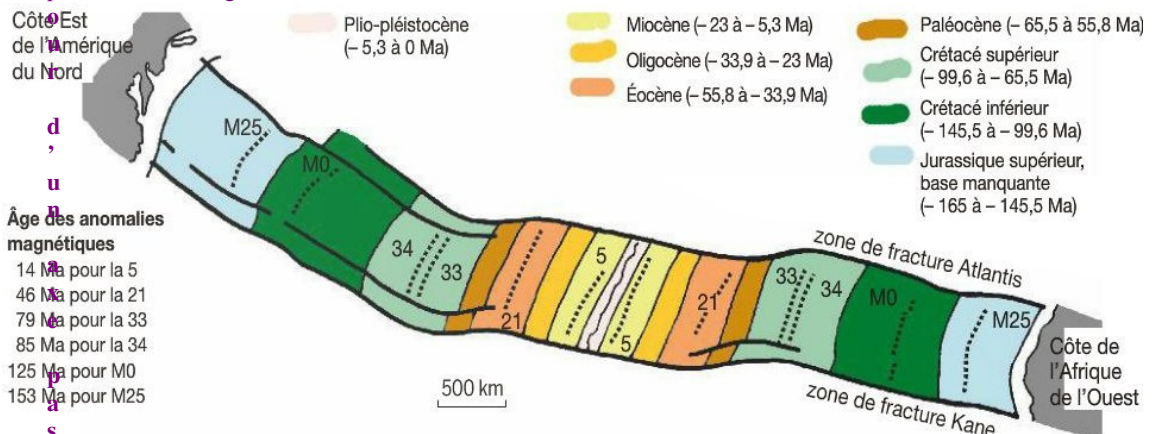 Côte Est
de l'Amérique
du Nord
Plio-pléistocène
(– 5,3 à 0 Ma)
Miocène (– 23 à – 5,3 Ma)
Oligocène (– 33,9 à – 23 Ma)
Éocène (– 55,8 à – 33,9 Ma)
Paléocène (– 65,5 à 55,8 Ma)
Crétacé supérieur
(– 99,6 à – 65,5 Ma)
Crétacé inférieur
(– 145,5 à – 99,6 Ma)
Jurassique supérieur,
base manquante
(– 165 à – 145,5 Ma)
M25
M0
34
33
21
5
5
21
33
34
M0
M25
zone de fracture Atlantis
zone de fracture Kane
Côte de
l'Afrique
de l'Ouest
500 km
Âge des anomalies
magnétiques
14 Ma pour la 5
46 Ma pour la 21
79 Ma pour la 33
85 Ma pour la 34
125 Ma pour M0
153 Ma pour M25
d
'
u
n
a
x
e
p
a
s